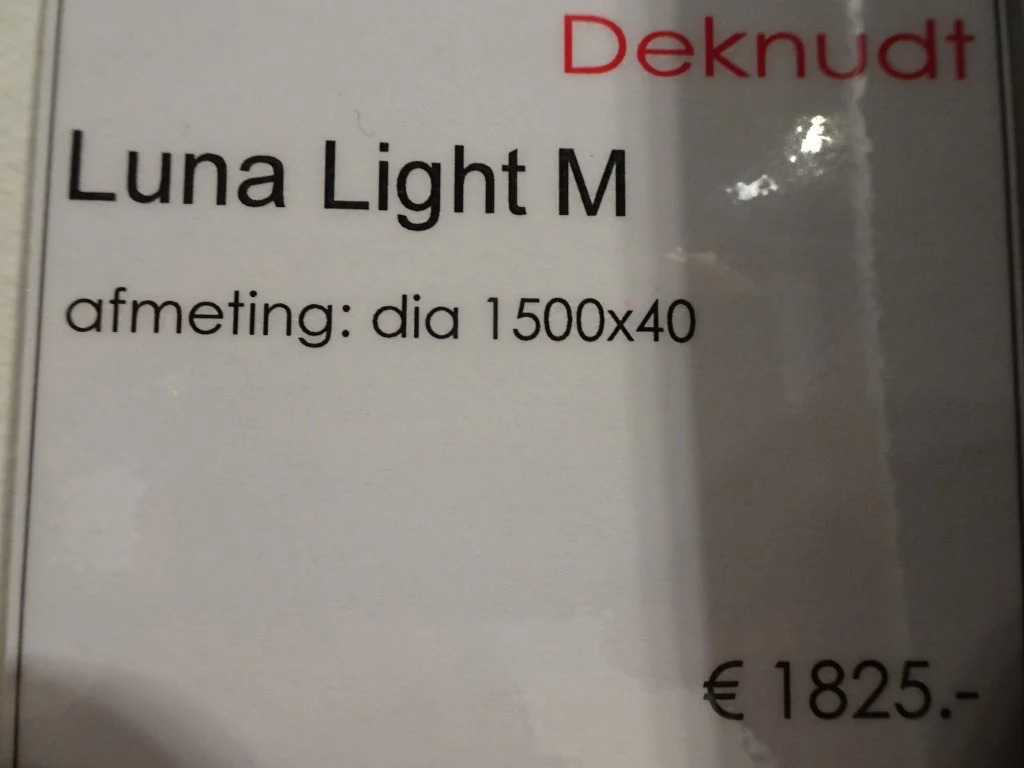 Deknudt
Luna Light M
afmeting: dia 1500x40
€ 1825.-